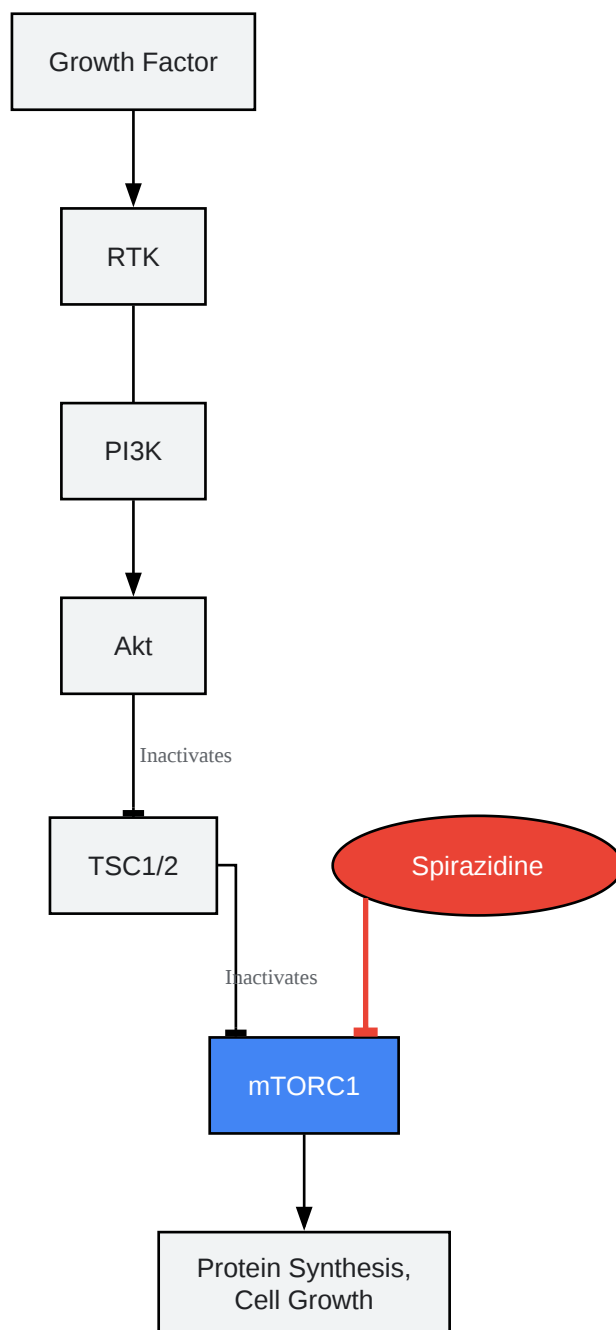 Growth Factor
RTK
PI3K
Akt
Inactivates
TSC1/2
Spirazidine
Inactivates
mTORC1
Protein Synthesis,
Cell Growth